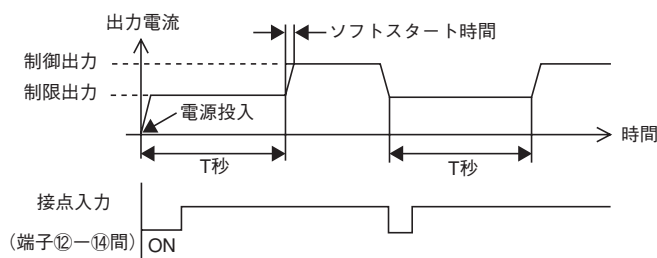 出力電流
ソフトスタート時間
制御出力
制限出力
電源投入
時間
T秒
T秒
接点入力
(端子⑫ー⑭間)
ON